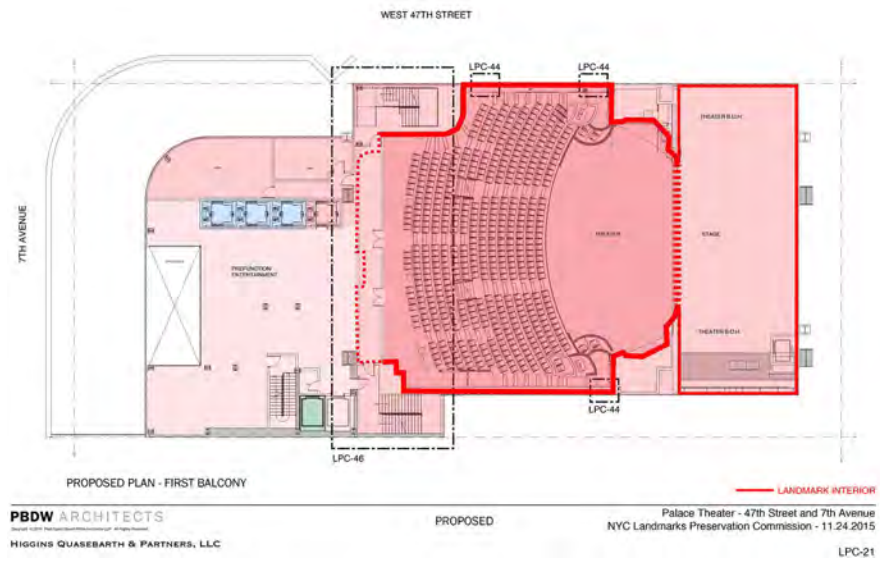 WEST 47TH STREET
LPC-44
LPC-44
THEATER B.O.H
7TH AVENUE
STAGE
PREFUNCTION
ENTERTAINMENT
THEATER B.O.H
LPC-44
LPC-46
PROPOSED PLAN - FIRST BALCONY
LANDMARK INTERIOR
PBDW ARCHITECTS
PROPOSED
Palace Theater - 47th Street and 7th Avenue
NYC Landmarks Preservation Commission - 11.24.2015
HIGGINS QUASEBARTH & PARTNERS, LLC
LPC-21